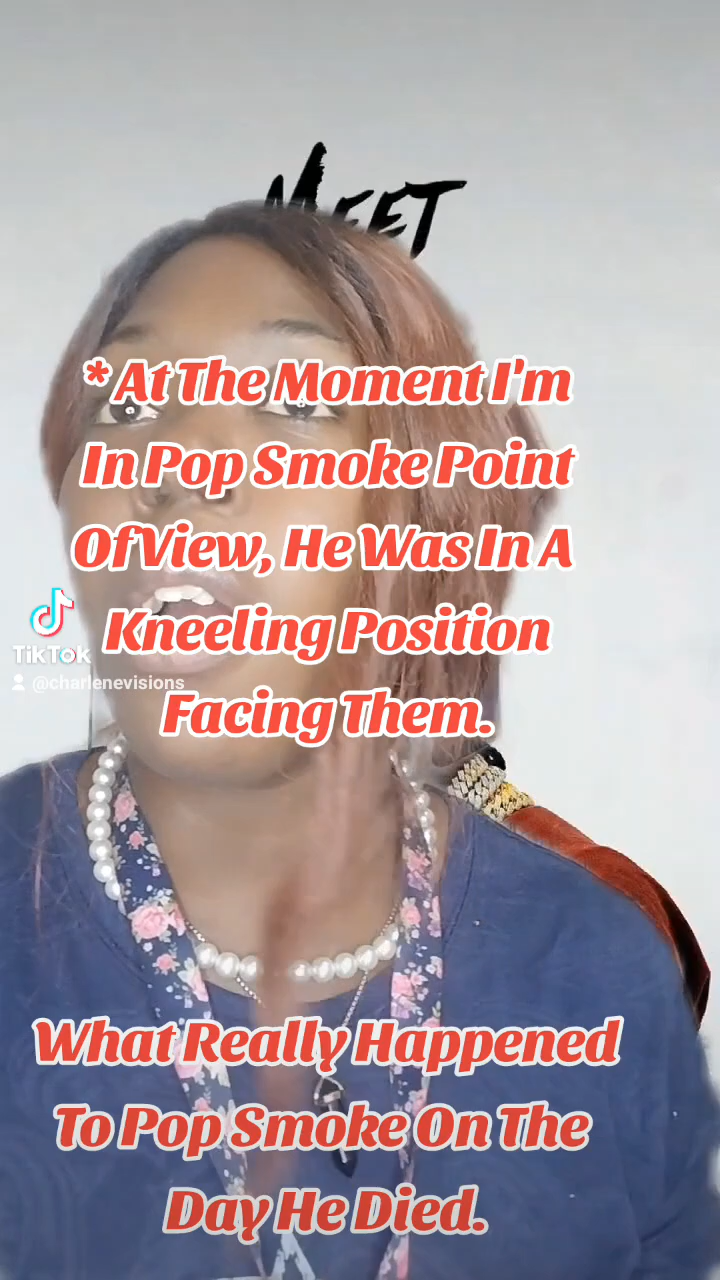 MEET
* At The Moment I'm
In Pop Smoke Point
Of View, He Was In A
Kneeling Position
Facing Them.
TikTok
@charlenevisions
What Really Happened
To Pop Smoke On The
Day He Died.